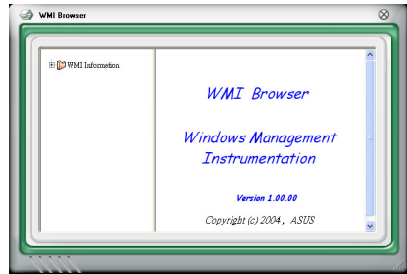 WMI Browser
WMI Information
WMI Browser
Windows Management
Instrumentation
Version 1.00.00
Copyright (c) 2004, ASUS